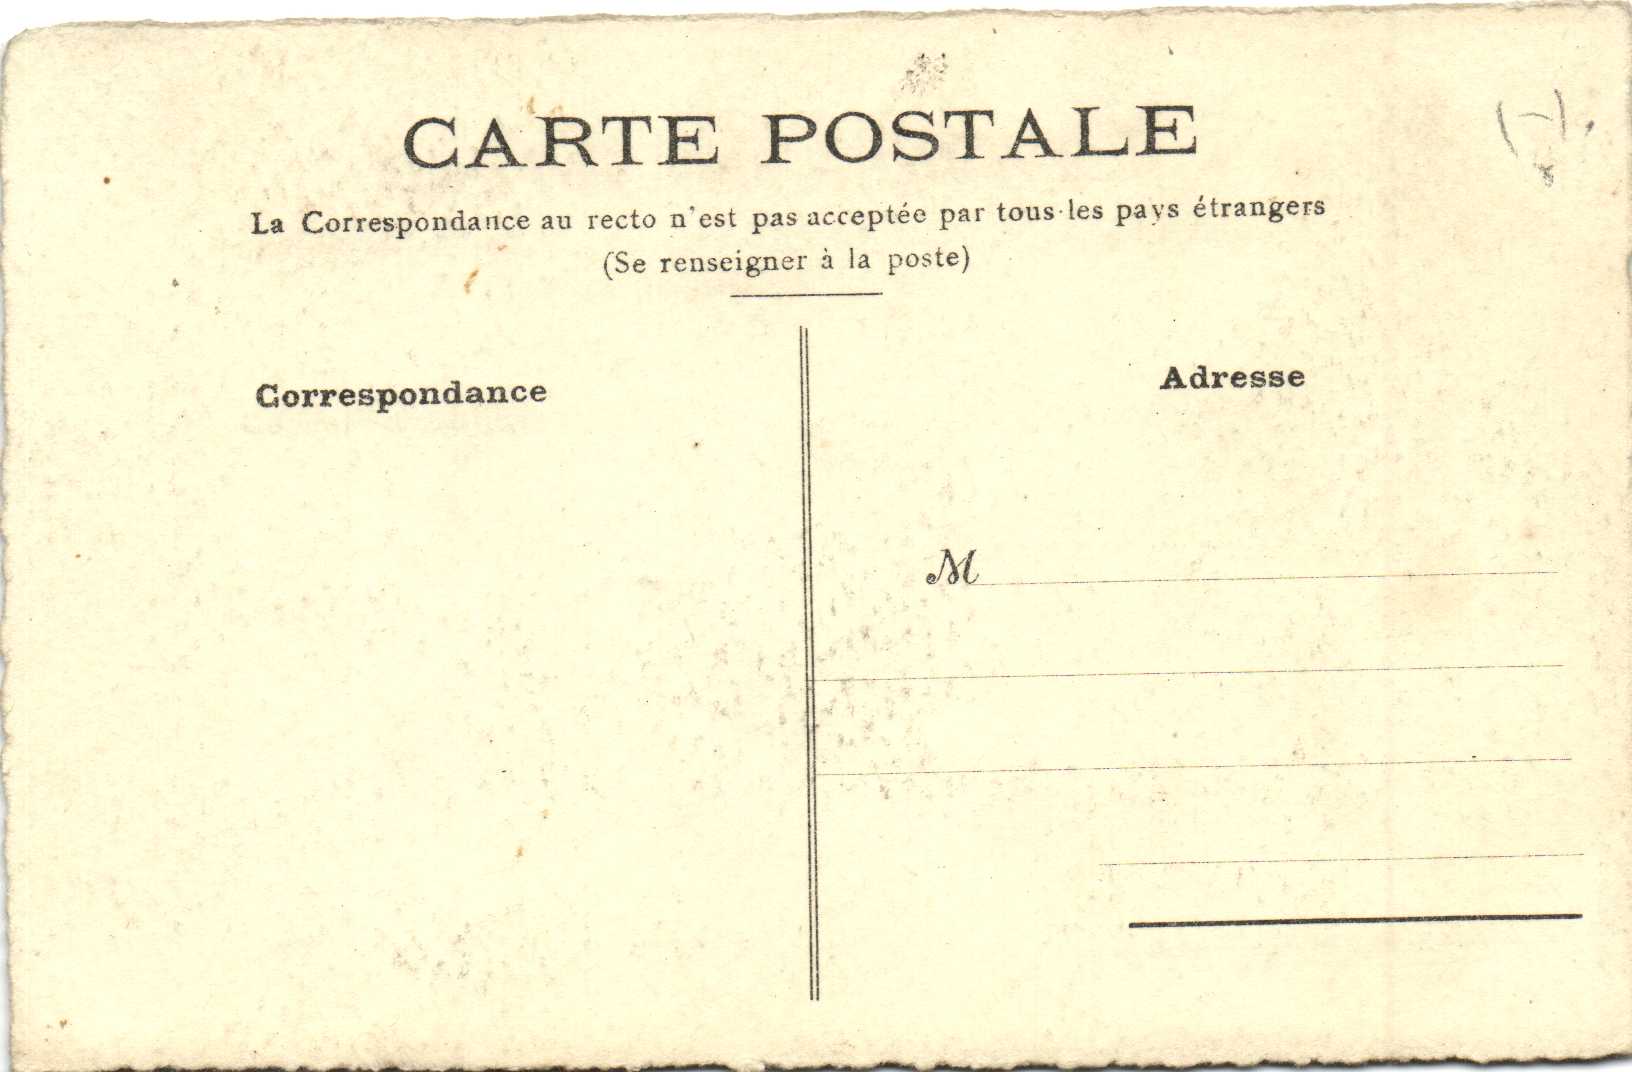 CARTE POSTALE
La Correspondance au recto n'est pas acceptée par tous les pays étrangers
(Se renseigner à la poste)
Correspondance
Adresse
M